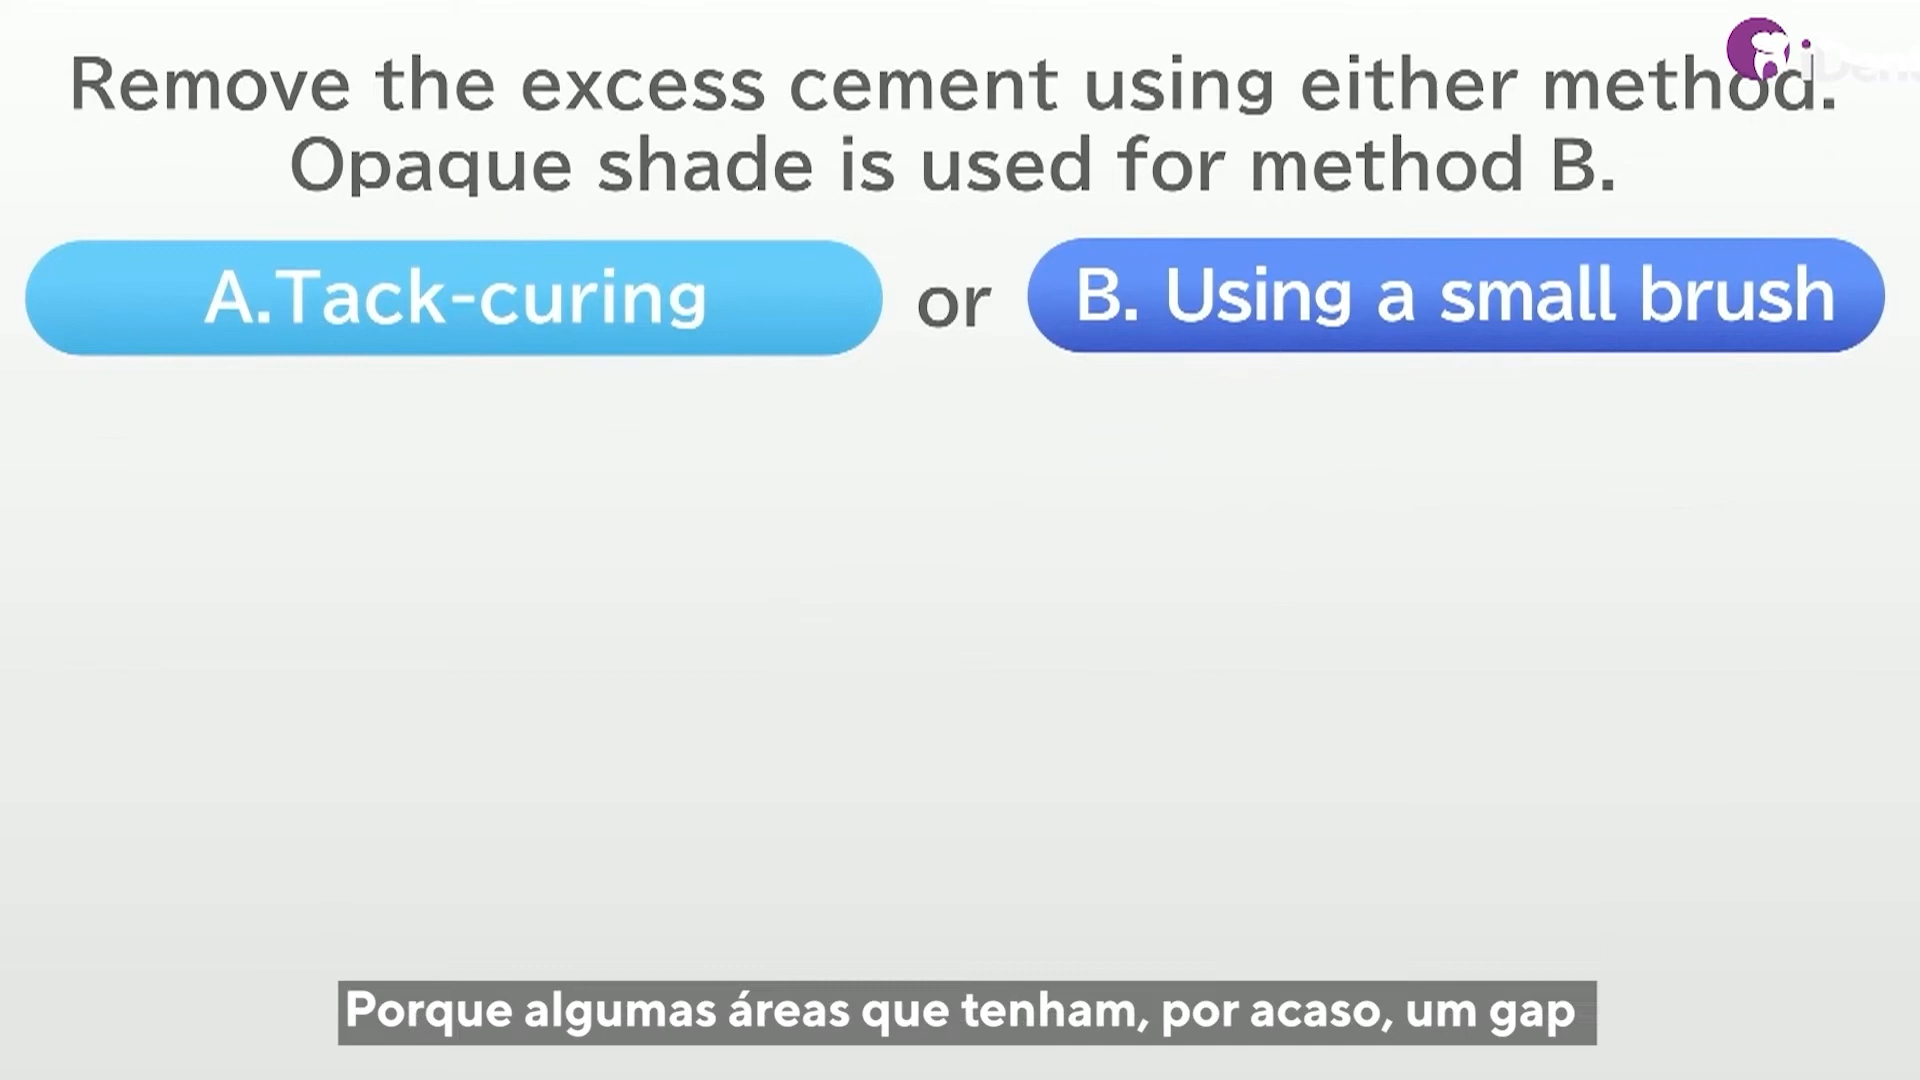 Remove the excess cement using either method.
Opaque shade is used for method B.
A.Tack-curing
or
B. Using a small brush
Porque algumas áreas que tenham, por acaso, um gap